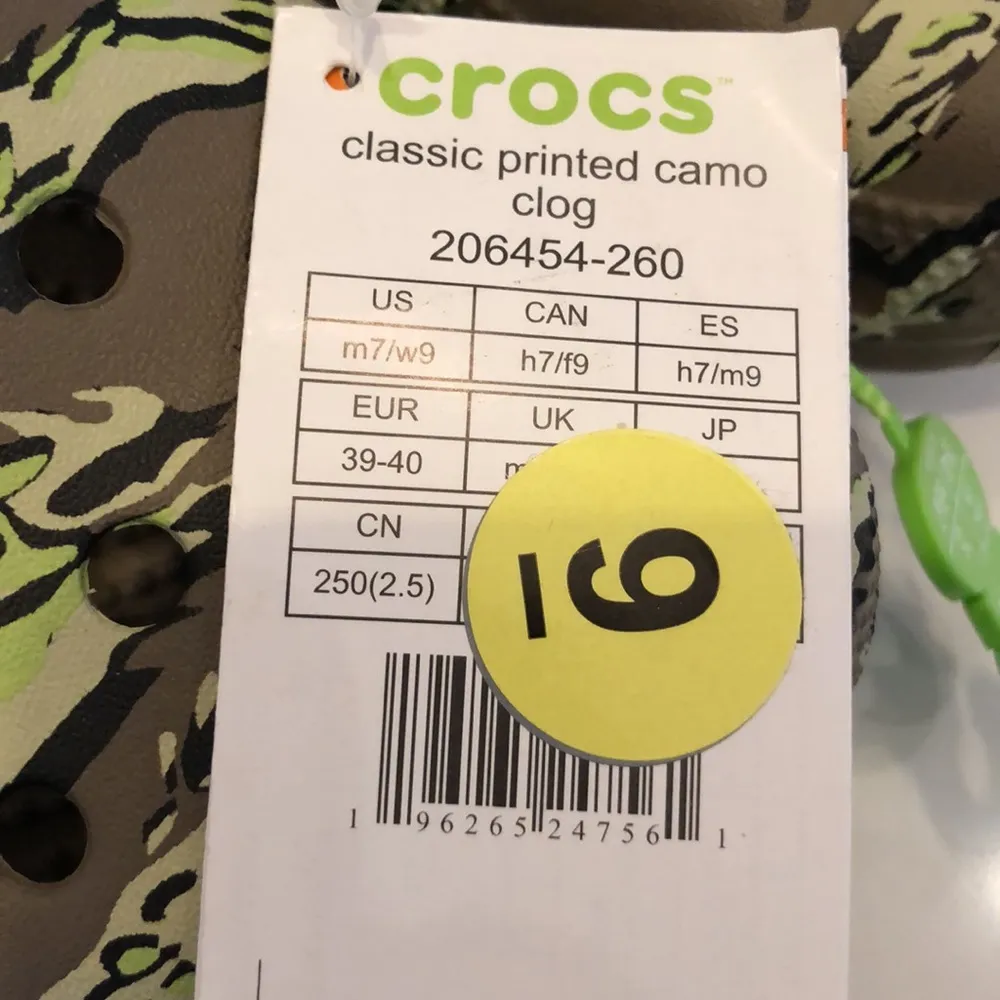 crocs™
classic printed camo
clog
206454-260
US CAN ES
m7/w9 h7/f9 h7/m9
EUR UK JP
39-40
CN
250(2.5)
9
1 96265 24756 1